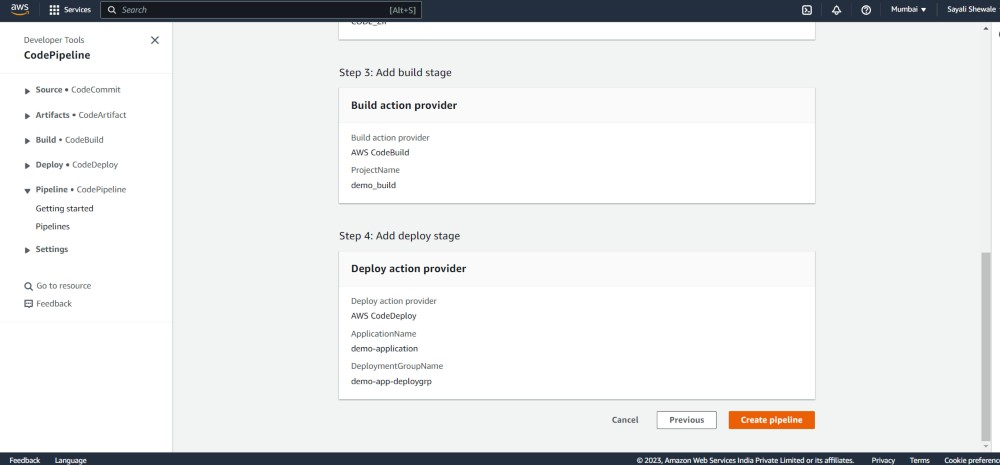 aws
Services
Search
[Alt+S]
Mumbai
Sayali Shewale
Developer Tools
CodePipeline
Source • CodeCommit
Artifacts • CodeArtifact
Build • CodeBuild
Deploy • CodeDeploy
Pipeline • CodePipeline
Getting started
Pipelines
Settings
Go to resource
Feedback
CODE_ZIP
Step 3: Add build stage
Build action provider
Build action provider
AWS CodeBuild
ProjectName
demo_build
Step 4: Add deploy stage
Deploy action provider
Deploy action provider
AWS CodeDeploy
ApplicationName
demo-application
DeploymentGroupName
demo-app-deploygrp
Cancel
Previous
Create pipeline
Feedback Language © 2023, Amazon Web Services India Private Limited or its affiliates. Privacy Terms Cookie preferenc